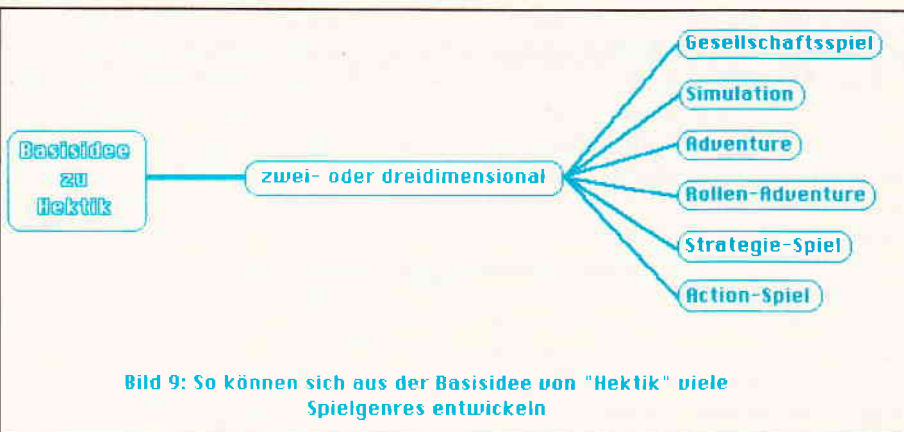 Basisidee
zu
Hektik
zwei- oder dreidimensional
Gesellschaftsspiel
Simulation
Adventure
Rollen-Adventure
Strategie-Spiel
Action-Spiel
Bild 9: So können sich aus der Basisidee von "Hektik" viele
Spielgenres entwickeln